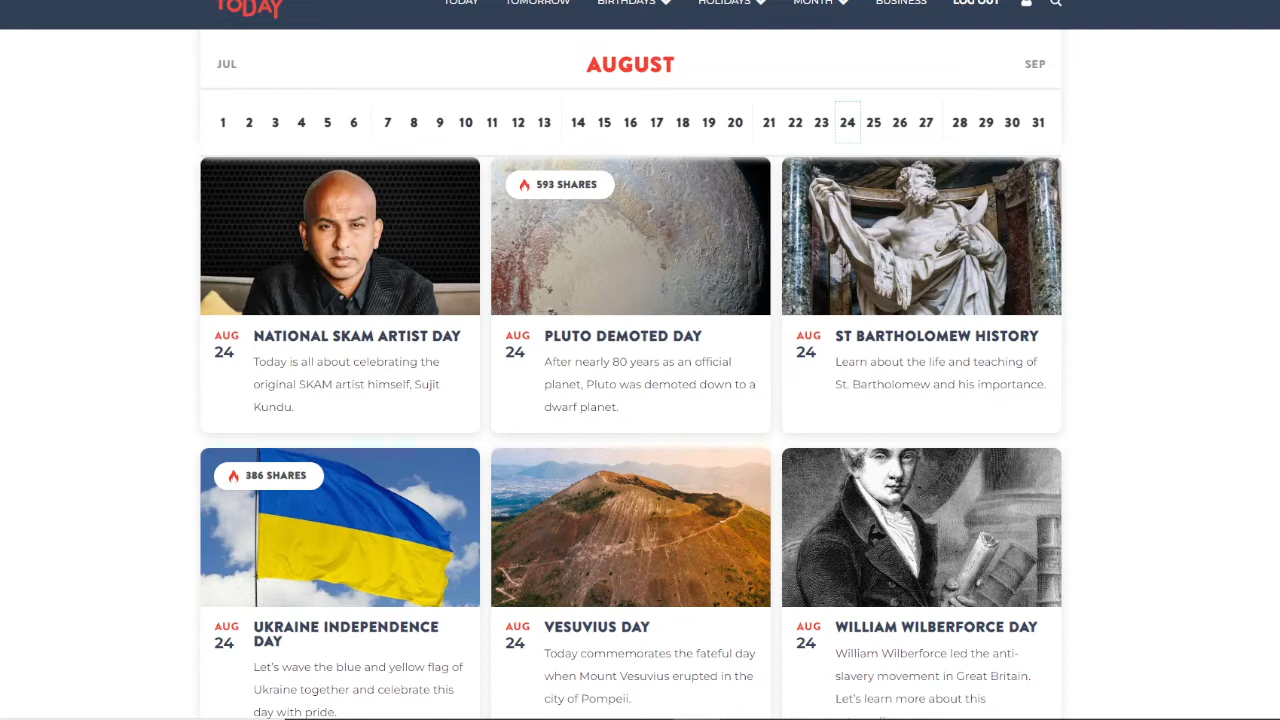 TODAY
TODAY TOMORROW BIRTHDAYS HOLIDAYS MONTH BUSINESS LOG OUT
JUL AUGUST SEP
1 2 3 4 5 6 7 8 9 10 11 12 13 14 15 16 17 18 19 20 21 22 23 24 25 26 27 28 29 30 31
593 SHARES
AUG
24
NATIONAL SKAM ARTIST DAY
Today is all about celebrating the
original SKAM artist himself, Sujit
Kundu.
AUG
24
PLUTO DEMOTED DAY
After nearly 80 years as an official
planet, Pluto was demoted down to a
dwarf planet.
AUG
24
ST BARTHOLOMEW HISTORY
Learn about the life and teaching of
St. Bartholomew and his importance.
386 SHARES
AUG
24
UKRAINE INDEPENDENCE
DAY
Let's wave the blue and yellow flag of
Ukraine together and celebrate this
day with pride.
AUG
24
VESUVIUS DAY
Today commemorates the fateful day
when Mount Vesuvius erupted in the
city of Pompeii.
AUG
24
WILLIAM WILBERFORCE DAY
William Wilberforce led the anti-
slavery movement in Great Britain.
Let's learn more about this